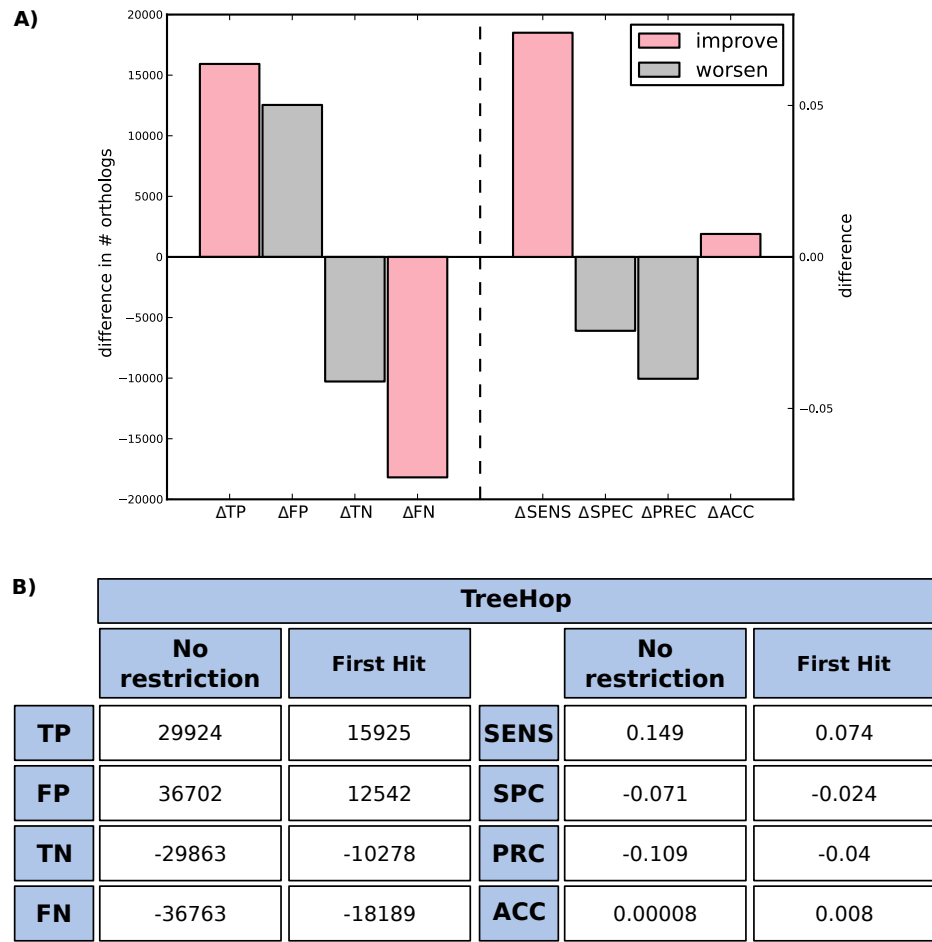 A)
20000
15000
10000
5000
0
−5000
−10000
−15000
−20000
difference in # orthologs
improve
worsen
0.05
0.00
−0.05
difference
ΔTP ΔFP ΔTN ΔFN ΔSENS ΔSPEC ΔPREC ΔACC
B)
TreeHop
No restriction First Hit No restriction First Hit
TP 29924 15925 SENS 0.149 0.074
FP 36702 12542 SPC -0.071 -0.024
TN -29863 -10278 PRC -0.109 -0.04
FN -36763 -18189 ACC 0.00008 0.008